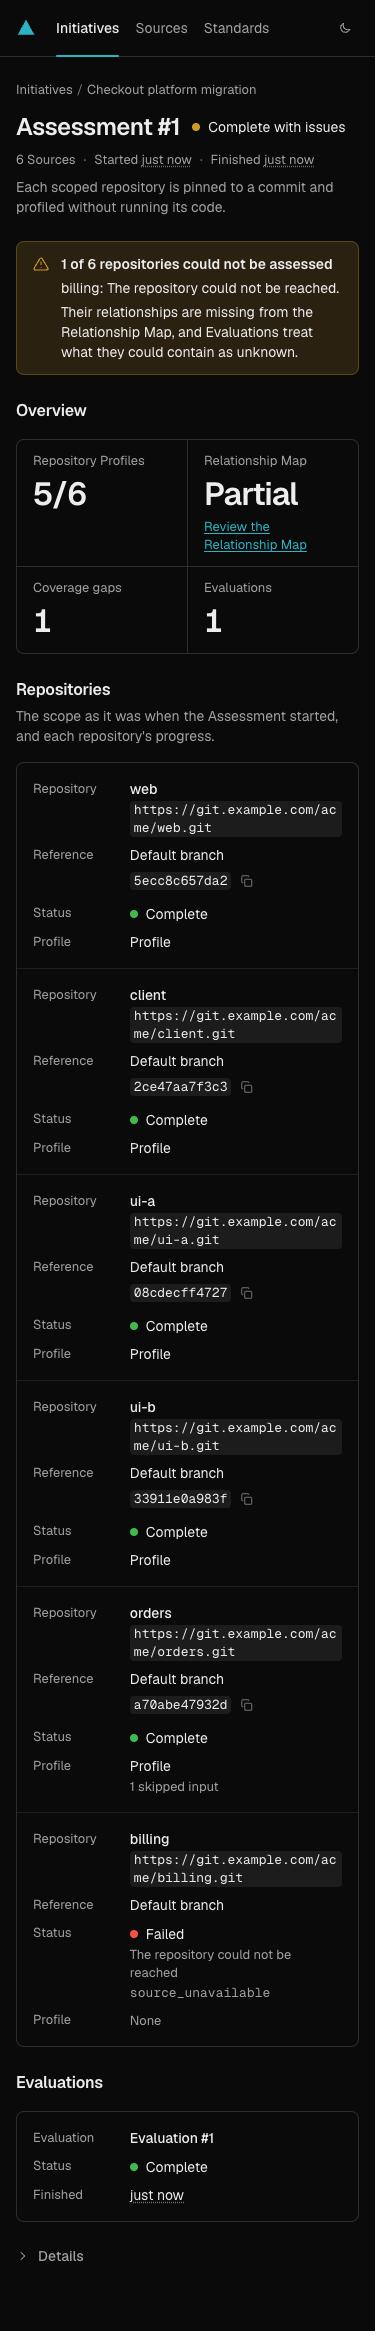 Initiatives Sources Standards
Initiatives / Checkout platform migration
Assessment #1 Complete with issues
6 Sources · Started just now · Finished just now
Each scoped repository is pinned to a commit and
profiled without running its code.
1 of 6 repositories could not be assessed
billing: The repository could not be reached.
Their relationships are missing from the
Relationship Map, and Evaluations treat
what they could contain as unknown.
Overview
Repository Profiles
5/6
Relationship Map
Partial
Review the
Relationship Map
Coverage gaps
1
Evaluations
1
Repositories
The scope as it was when the Assessment started,
and each repository's progress.
Repository web
https://git.example.com/ac
me/web.git
Reference Default branch
5ecc8c657da2
Status Complete
Profile Profile
Repository client
https://git.example.com/ac
me/client.git
Reference Default branch
2ce47aa7f3c3
Status Complete
Profile Profile
Repository ui-a
https://git.example.com/ac
me/ui-a.git
Reference Default branch
08cdecff4727
Status Complete
Profile Profile
Repository ui-b
https://git.example.com/ac
me/ui-b.git
Reference Default branch
33911e0a983f
Status Complete
Profile Profile
Repository orders
https://git.example.com/ac
me/orders.git
Reference Default branch
a70abe47932d
Status Complete
Profile Profile
1 skipped input
Repository billing
https://git.example.com/ac
me/billing.git
Reference Default branch
Status Failed
The repository could not be
reached
source_unavailable
Profile None
Evaluations
Evaluation Evaluation #1
Status Complete
Finished just now
Details